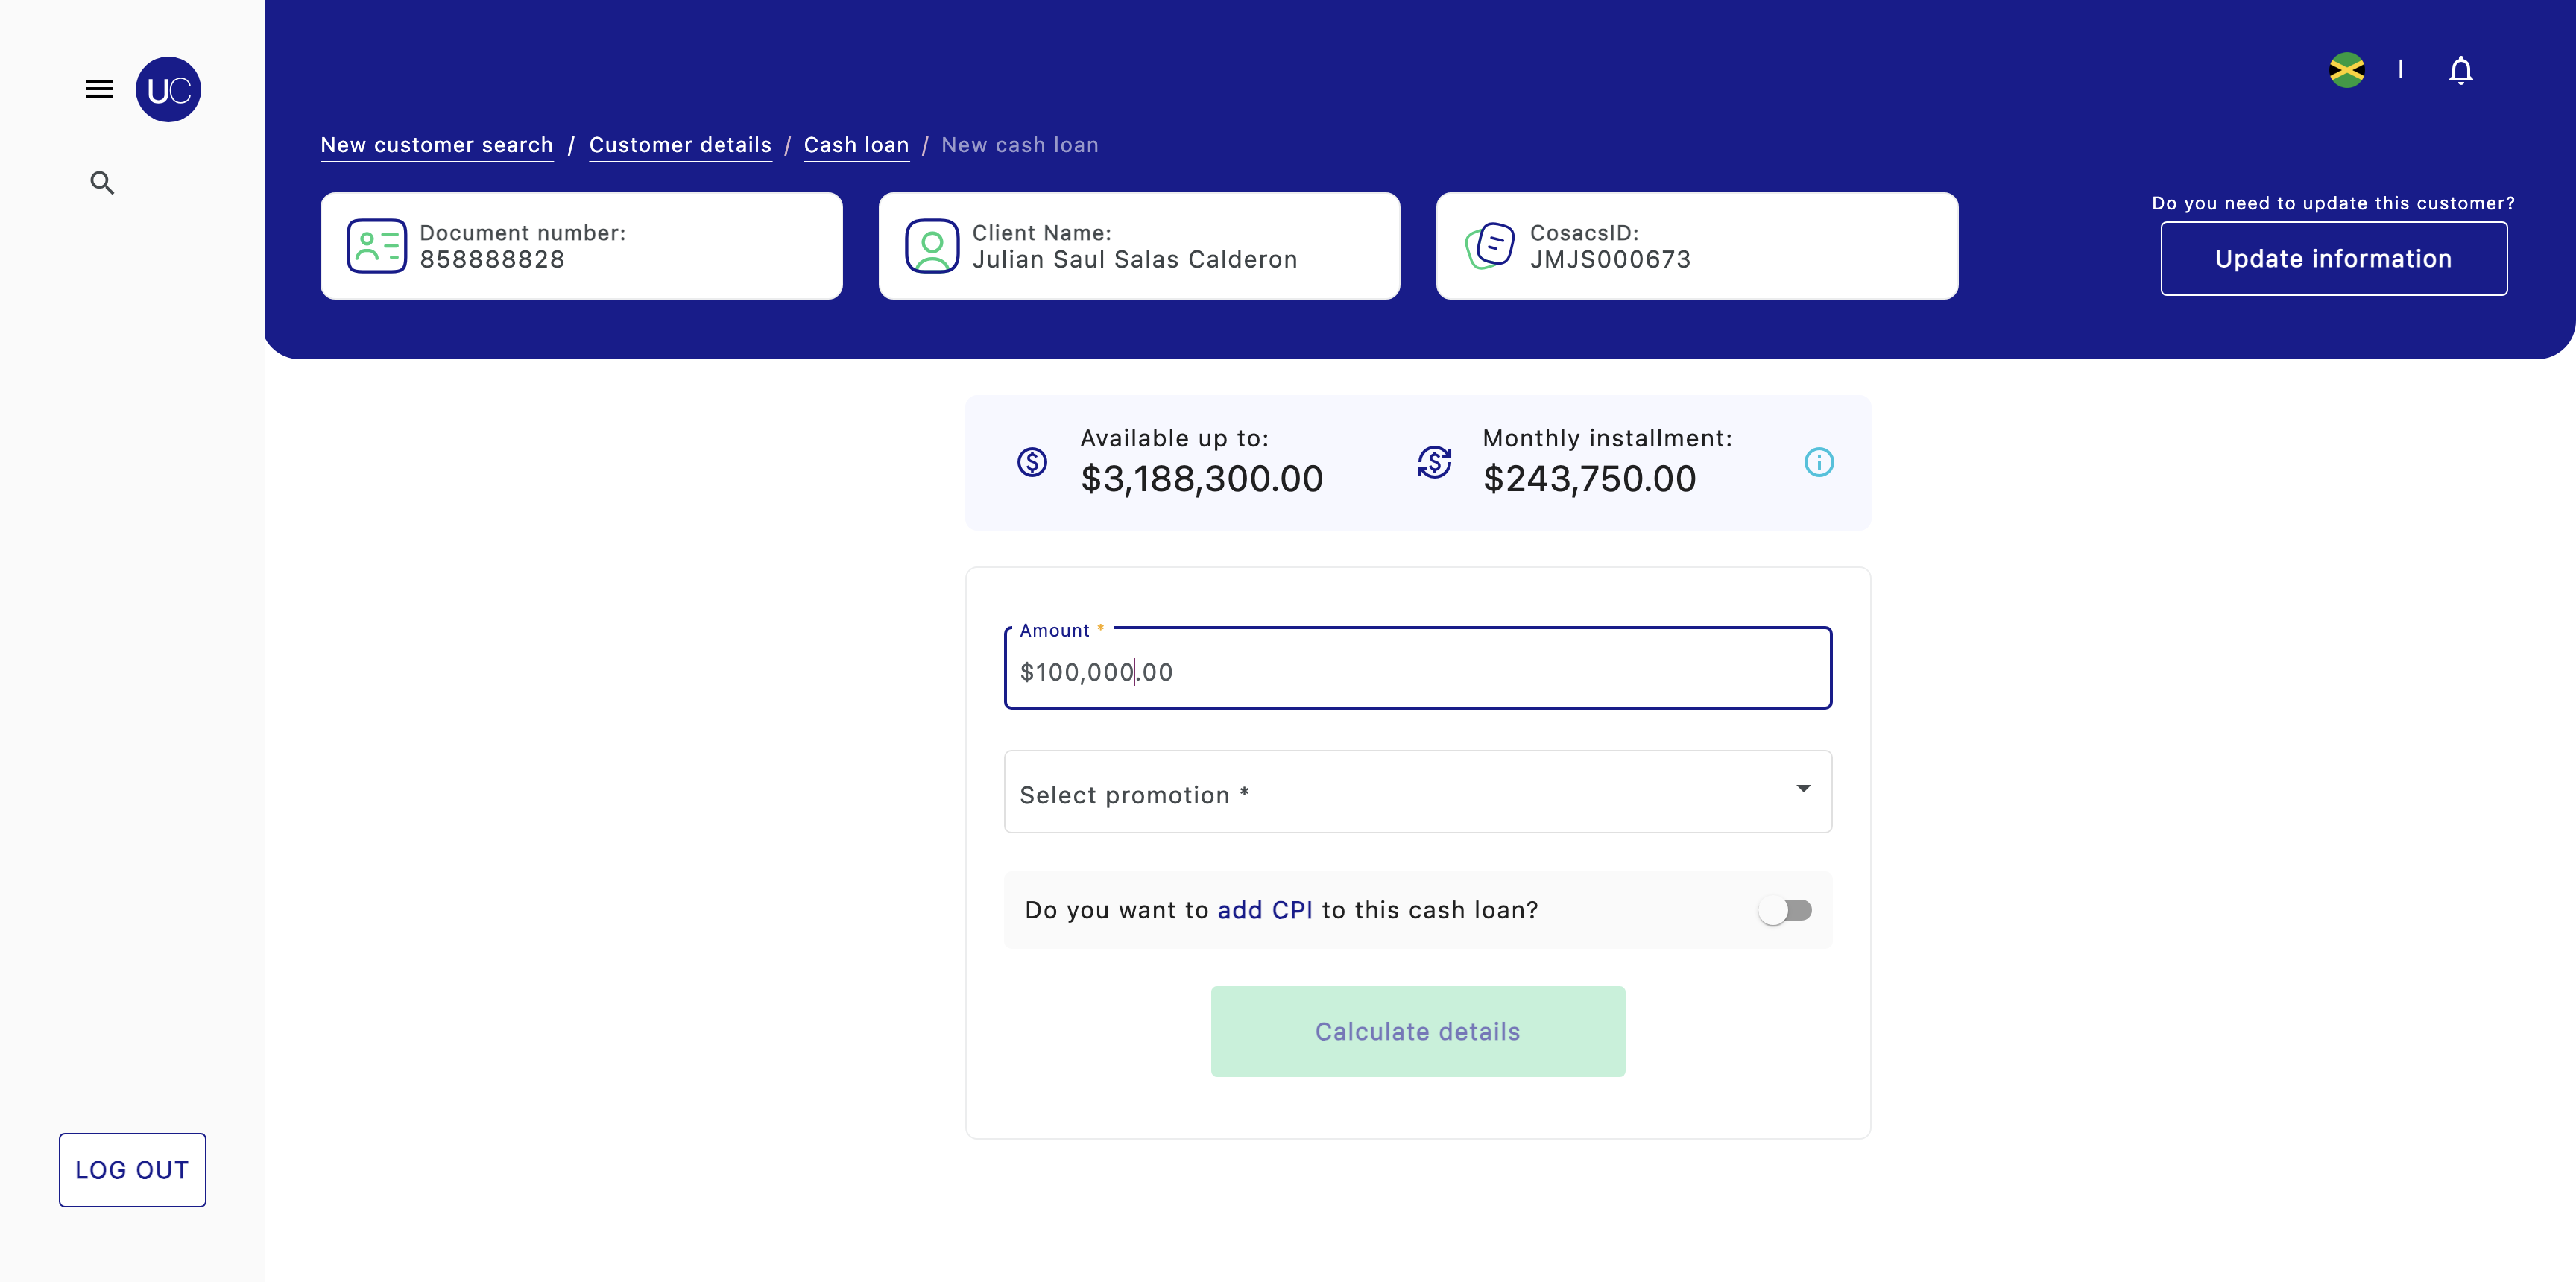 UC
New customer search / Customer details / Cash loan / New cash loan
Document number:
858888828
Client Name:
Julian Saul Salas Calderon
CosacsID:
JMJS000673
Do you need to update this customer?
Update information
Available up to:
$3,188,300.00
Monthly installment:
$243,750.00
Amount *
$100,000.00
Select promotion *
Do you want to add CPI to this cash loan?
Calculate details
LOG OUT